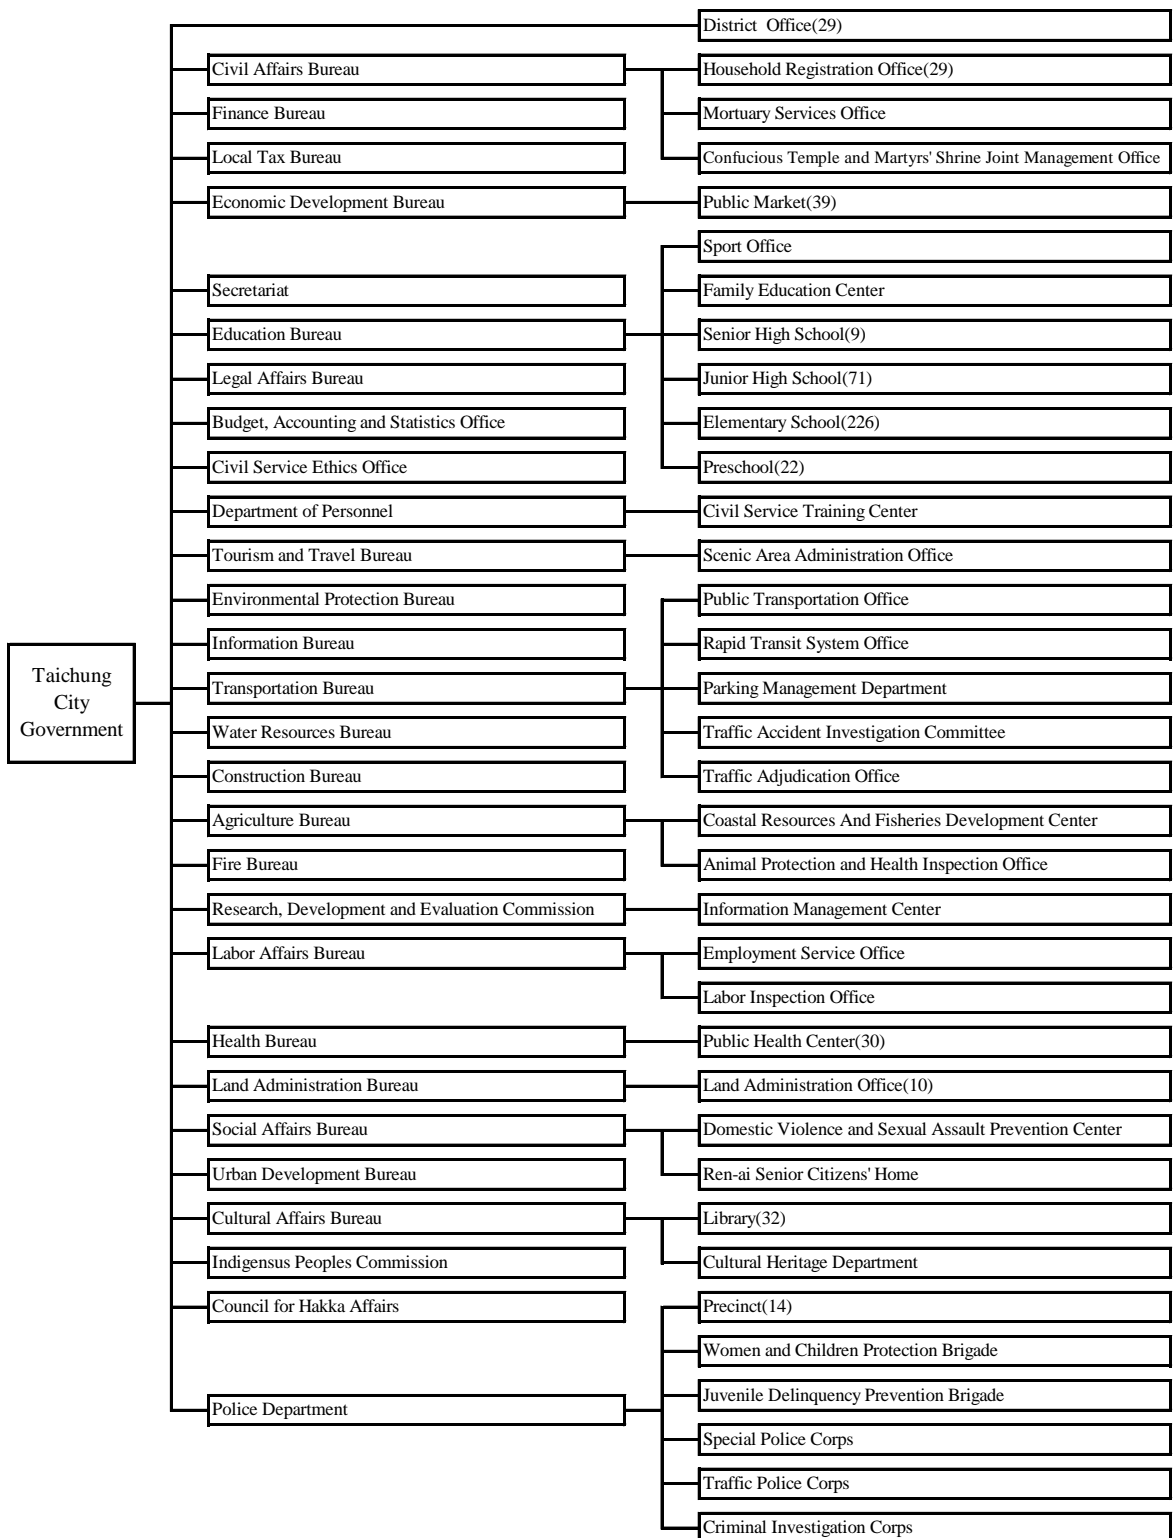 District  Office(29)
Civil Affairs Bureau
Household Registration Office(29)
Finance Bureau
Mortuary Services Office
Local Tax Bureau
Confucious Temple and Martyrs' Shrine Joint Management Office
Economic Development Bureau
Public Market(39)
Sport Office
Secretariat
Family Education Center
Education Bureau
Senior High School(9)
Legal Affairs Bureau
Junior High School(71)
Budget, Accounting and Statistics Office
Elementary School(226)
Civil Service Ethics Office
Preschool(22)
Department of Personnel
Civil Service Training Center
Tourism and Travel Bureau
Scenic Area Administration Office
Environmental Protection Bureau
Public Transportation Office
Information Bureau
Rapid Transit System Office
Taichung
City
Government
Transportation Bureau
Parking Management Department
Water Resources Bureau
Traffic Accident Investigation Committee
Construction Bureau
Traffic Adjudication Office
Agriculture Bureau
Coastal Resources And Fisheries Development Center
Fire Bureau
Animal Protection and Health Inspection Office
Research, Development and Evaluation Commission
Information Management Center
Labor Affairs Bureau
Employment Service Office
Labor Inspection Office
Health Bureau
Public Health Center(30)
Land Administration Bureau
Land Administration Office(10)
Social Affairs Bureau
Domestic Violence and Sexual Assault Prevention Center
Urban Development Bureau
Ren-ai Senior Citizens' Home
Cultural Affairs Bureau
Library(32)
Indigensus Peoples Commission
Cultural Heritage Department
Council for Hakka Affairs
Precinct(14)
Women and Children Protection Brigade
Police Department
Juvenile Delinquency Prevention Brigade
Special Police Corps
Traffic Police Corps
Criminal Investigation Corps